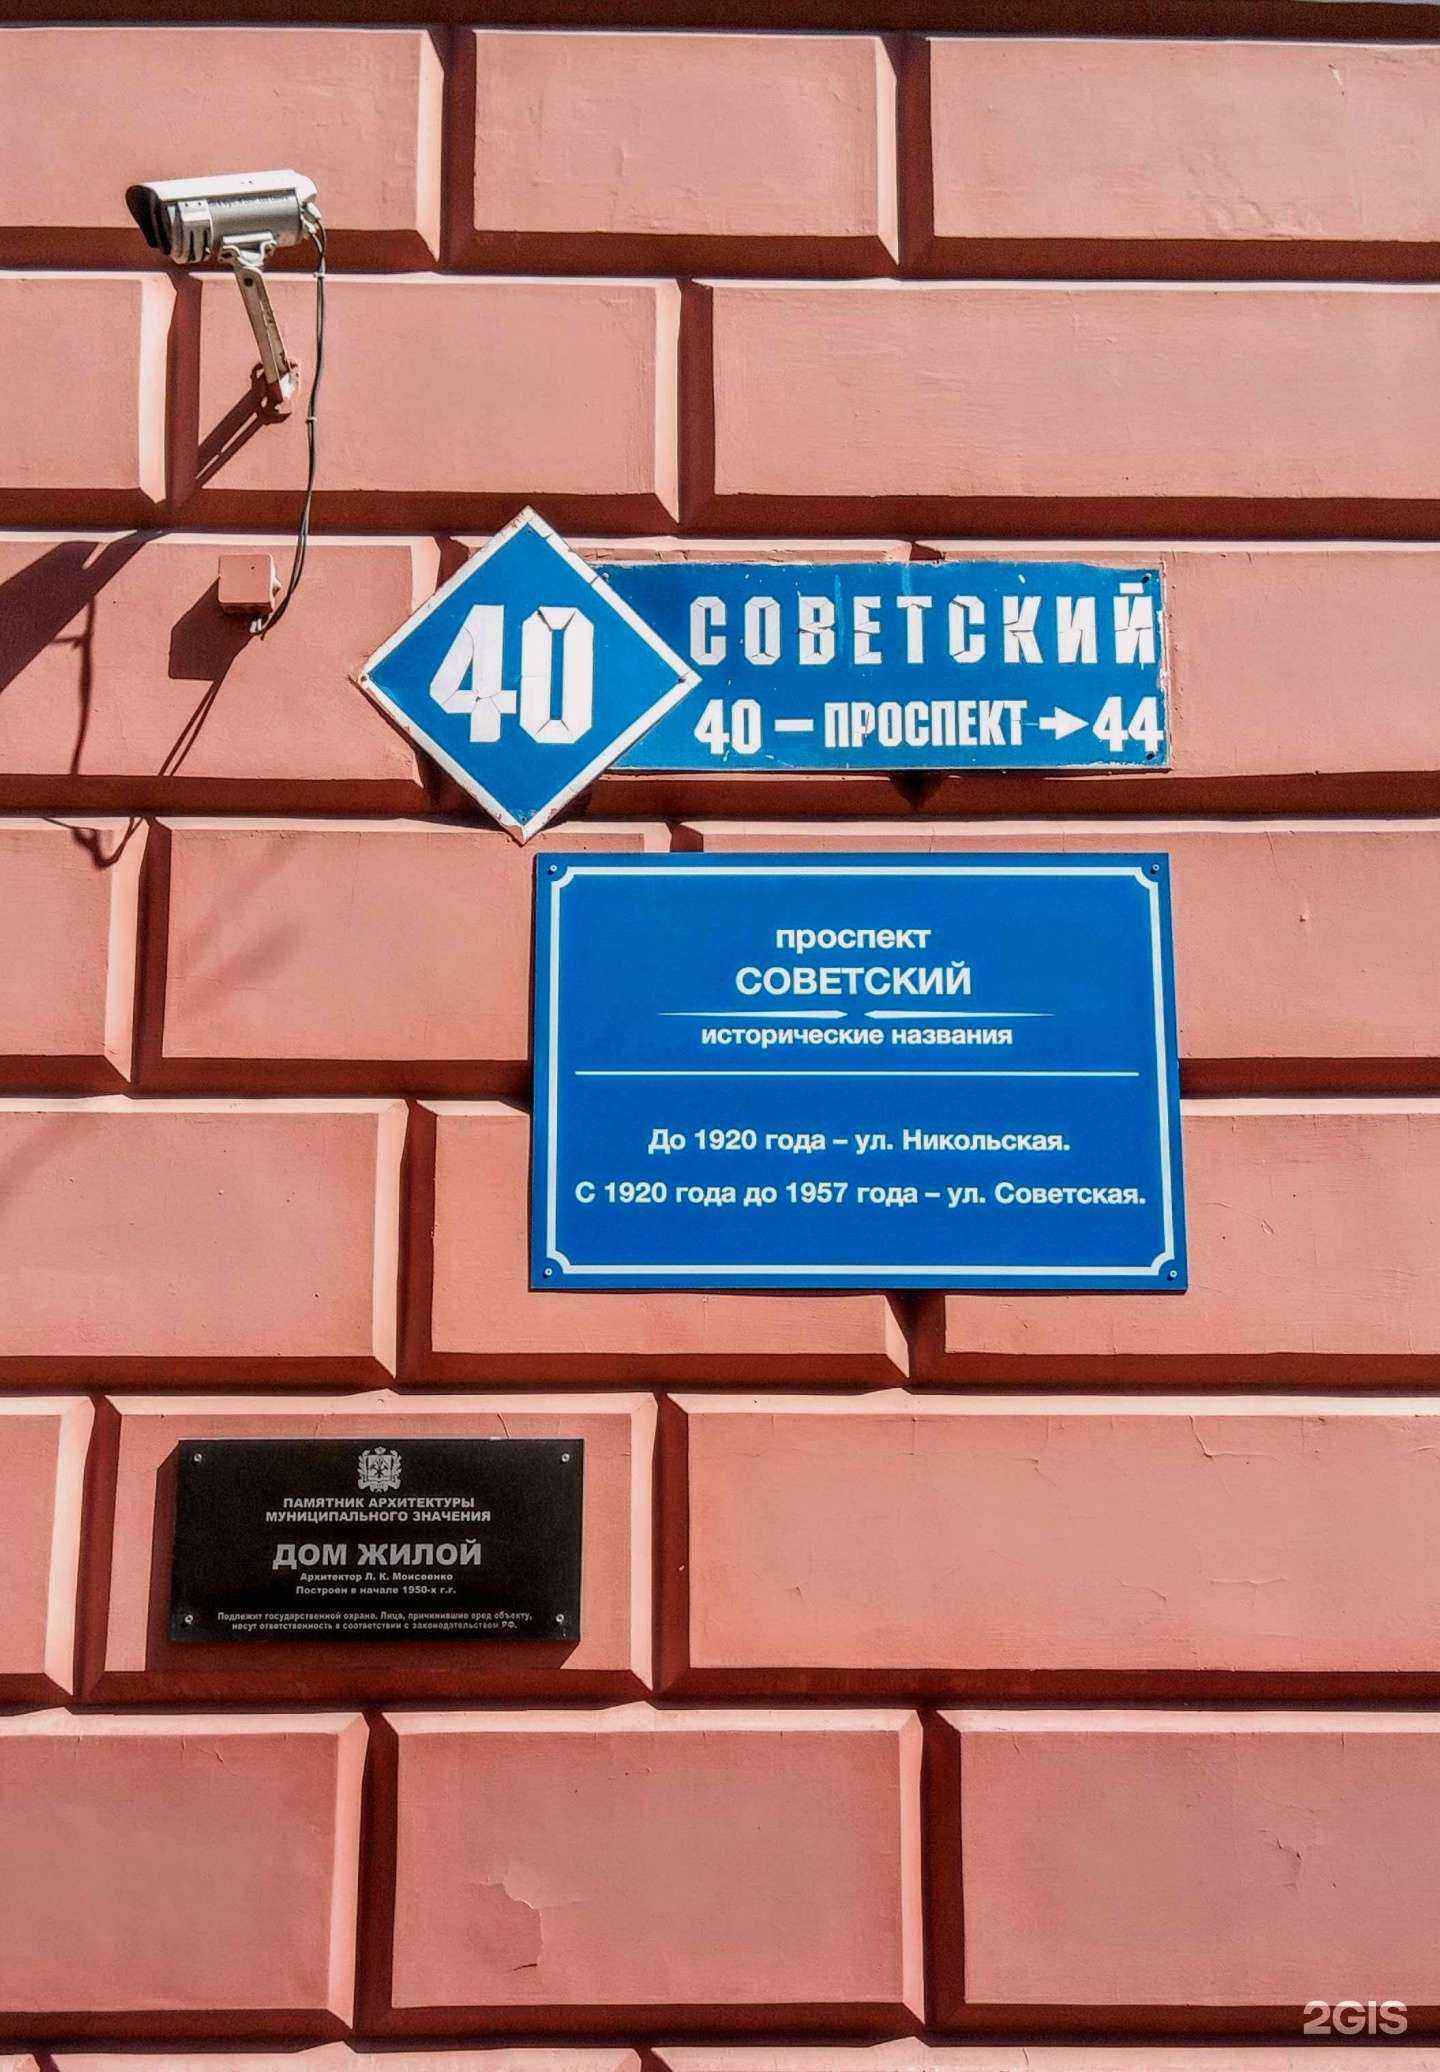 40
СОВЕТСКИЙ
40 – ПРОСПЕКТ → 44
проспект
СОВЕТСКИЙ
исторические названия
До 1920 года – ул. Никольская.
С 1920 года до 1957 года – ул. Советская.
ПАМЯТНИК АРХИТЕКТУРЫ
МУНИЦИПАЛЬНОГО ЗНАЧЕНИЯ
ДОМ ЖИЛОЙ
Архитектор Л. К. Моисеенко
Построен в начале 1950-х г.г.
Подлежит государственной охране. Лица, причинившие вред объекту,
несут ответственность в соответствии с законодательством РФ.
2GIS